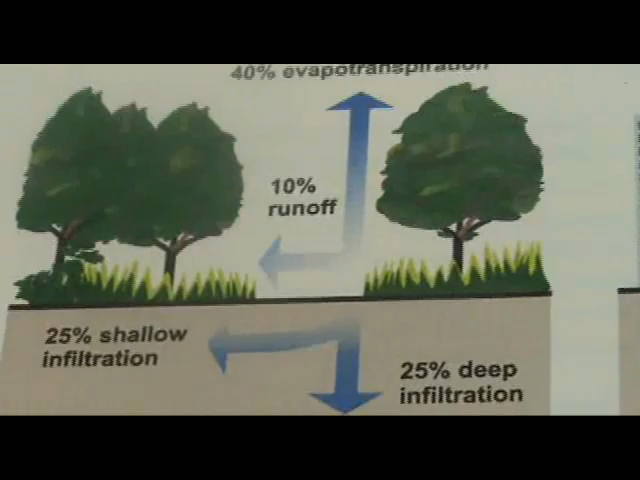 40% evapotranspiration
10%
runoff
25% shallow
infiltration
25% deep
infiltration